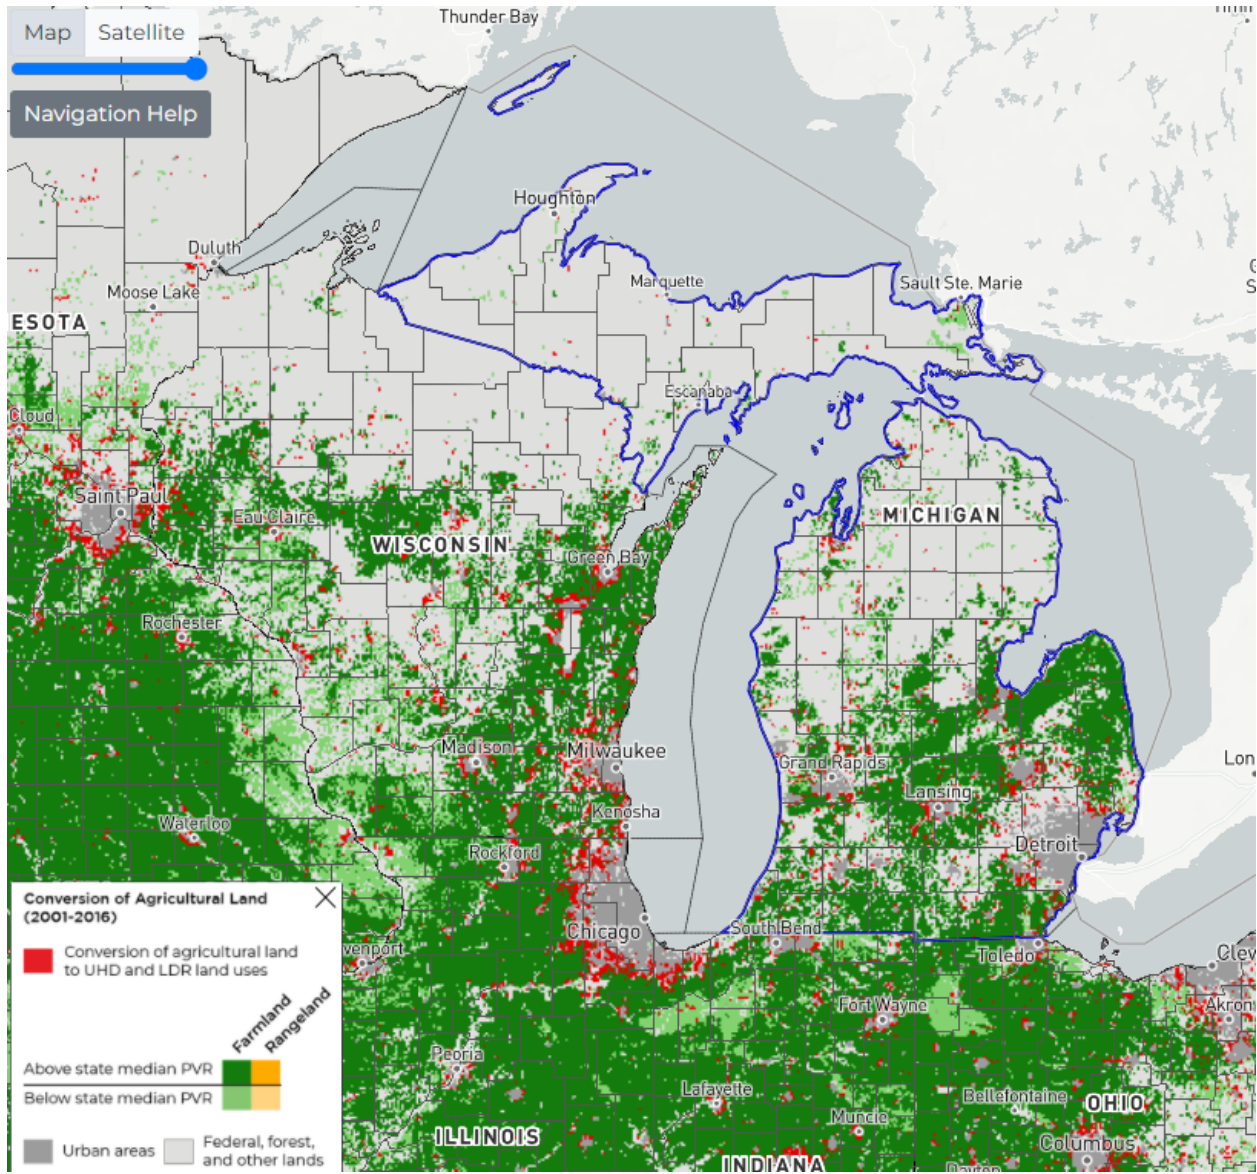 Thunder Bay
Map
Satellite
Navigation Help
Houghton
Duluth
Marquette
Sault Ste. Marie
Moose Lake
ESOTA
Escanaba
Cloud
Saint Paul
Eau Claire
MICHIGAN
WISCONSIN
Green Bay
Rochester
Madison
Milwaukee
Grand Rapids
Lon
Lansing
Kenosha
Waterloo
Detroit
Rockford
Conversion of Agricultural Land
(2001-2016)
Conversion of agricultural land
to UHD and LDR land uses
Farmland
Rangeland
Above state median PVR
Below state median PVR
Urban areas
Federal, forest,
and other lands
Chicago
South Bend
venport
Toledo
Clev
Fort Wayne
Akron
Peoria
Lafayette
Bellefontaine
OHIO
Muncie
ILLINOIS
Columbus
INDIANA
Dayton